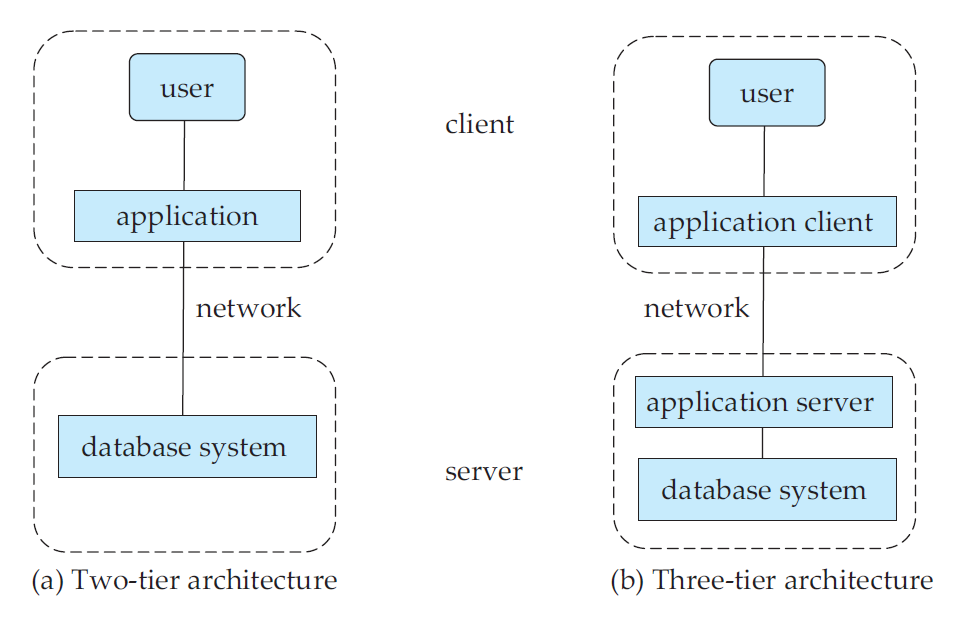 user
application
network
database system
(a) Two-tier architecture
client
server
user
application client
network
application server
database system
(b) Three-tier architecture